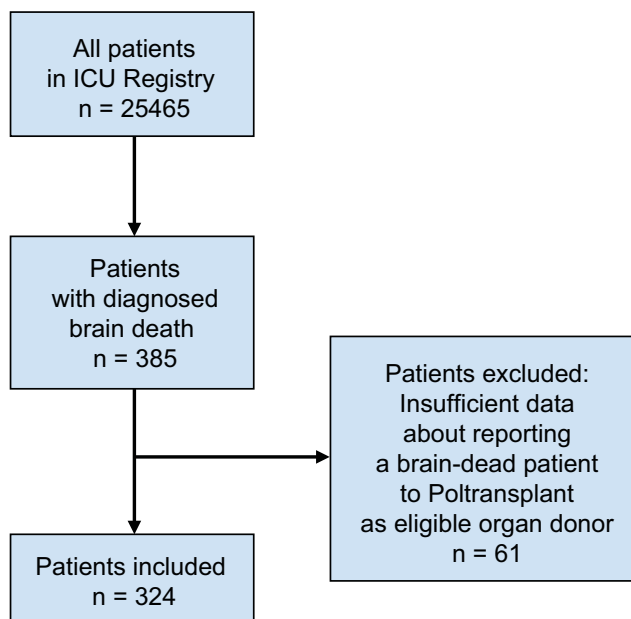 All patients
in ICU Registry
n = 25465
Patients
with diagnosed
brain death
n = 385
Patients excluded:
Insufficient data
about reporting
a brain-dead patient
to Poltransplant
as eligible organ donor
n = 61
Patients included
n = 324